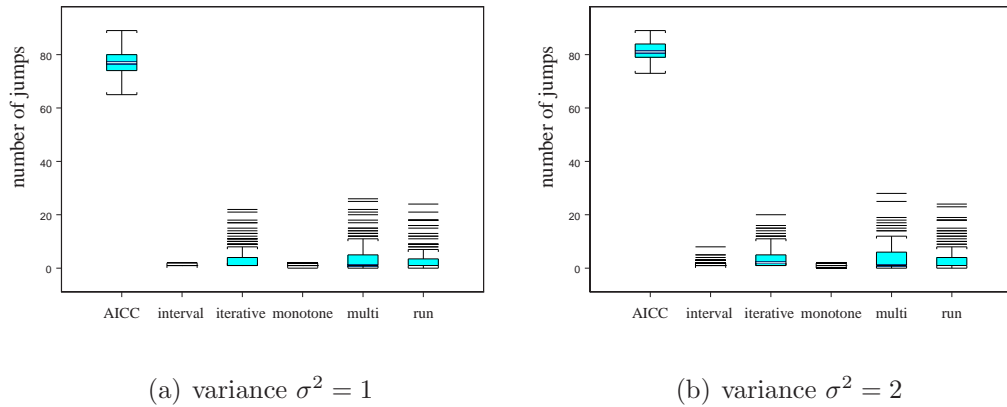 number of jumps
80
60
40
20
0
AICC interval iterative monotone multi run
(a) variance σ² = 1
number of jumps
80
60
40
20
0
AICC interval iterative monotone multi run
(b) variance σ² = 2